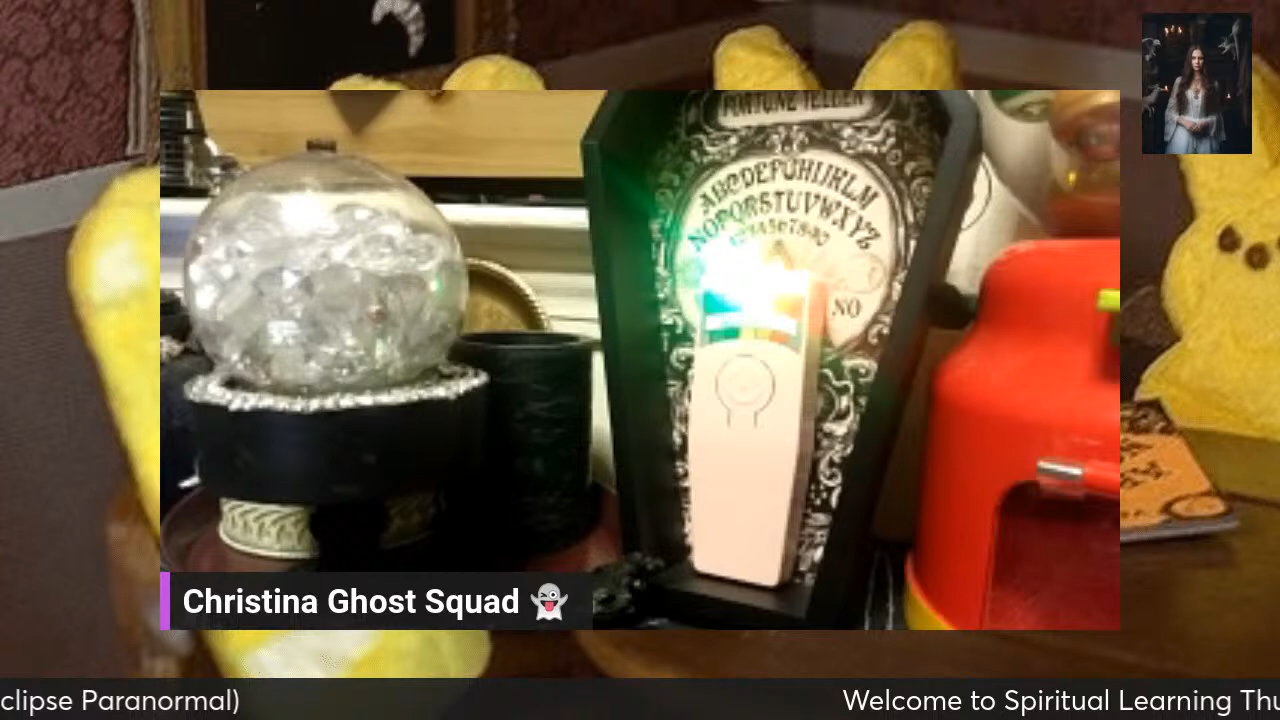 FORTUNE TELLER
ABCDEFGHIJKLM
NOPQRSTUVWXYZ
NO
Christina Ghost Squad 👻
clipse Paranormal)
Welcome to Spiritual Learning Thu